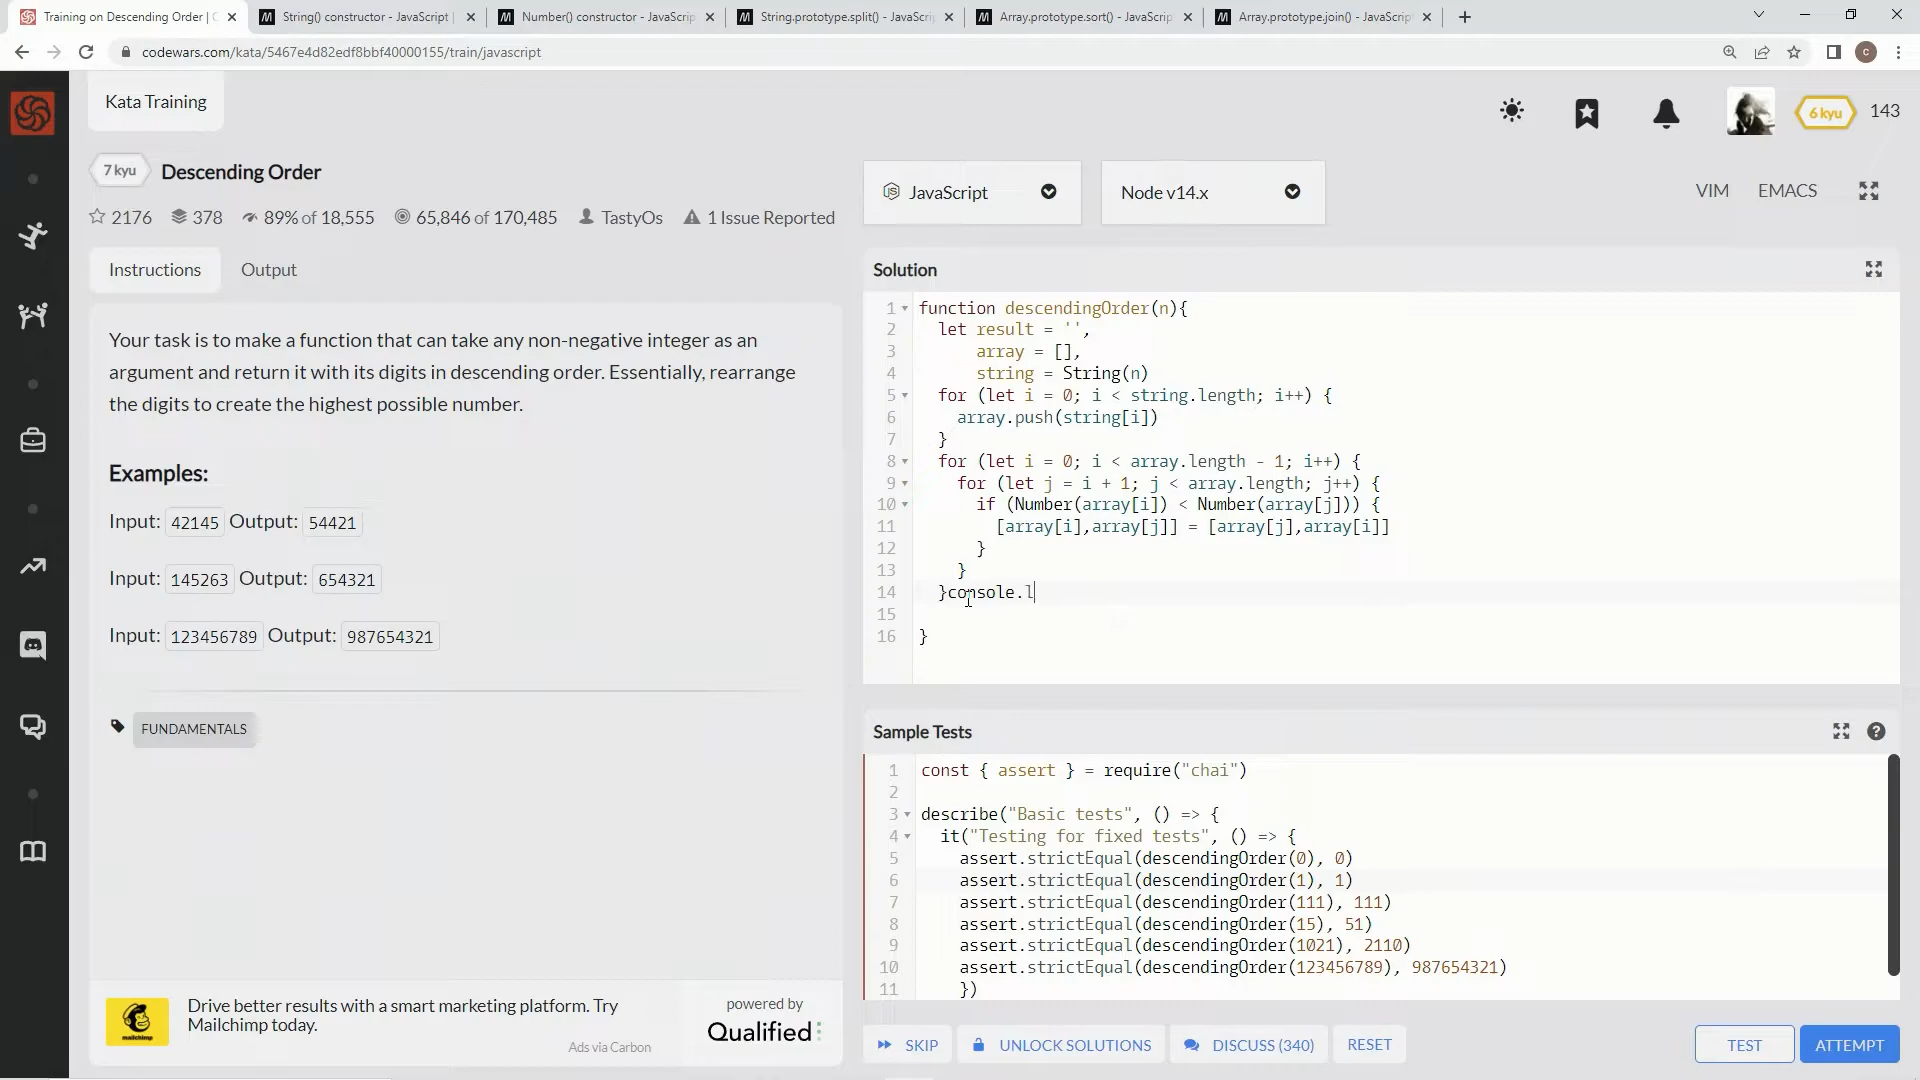 Training on Descending Order | C
String() constructor - JavaScript |
Number() constructor - JavaScrip
String.prototype.split() - JavaScri
Array.prototype.sort() - JavaScrip
Array.prototype.join() - JavaScrip
codewars.com/kata/5467e4d82edf8bbf40000155/train/javascript
C
Kata Training
6 kyu
143
7 kyu
Descending Order
2176 378 89% of 18,555 65,846 of 170,485 TastyOs 1 Issue Reported
JavaScript
Node v14.x
VIM
EMACS
Instructions
Output
Your task is to make a function that can take any non-negative integer as an
argument and return it with its digits in descending order. Essentially, rearrange
the digits to create the highest possible number.
Examples:
Input: 42145 Output: 54421
Input: 145263 Output: 654321
Input: 123456789 Output: 987654321
FUNDAMENTALS
Drive better results with a smart marketing platform. Try
Mailchimp today.
mailchimp
Ads via Carbon
powered by
Qualified
Solution
1 function descendingOrder(n){
2 let result = '',
3 array = [],
4 string = String(n)
5 for (let i = 0; i < string.length; i++) {
6 array.push(string[i])
7 }
8 for (let i = 0; i < array.length - 1; i++) {
9 for (let j = i + 1; j < array.length; j++) {
10 if (Number(array[i]) < Number(array[j])) {
11 [array[i],array[j]] = [array[j],array[i]]
12 }
13 }
14 }console.l
15
16 }
Sample Tests
1 const { assert } = require("chai")
2
3 describe("Basic tests", () => {
4 it("Testing for fixed tests", () => {
5 assert.strictEqual(descendingOrder(0), 0)
6 assert.strictEqual(descendingOrder(1), 1)
7 assert.strictEqual(descendingOrder(111), 111)
8 assert.strictEqual(descendingOrder(15), 51)
9 assert.strictEqual(descendingOrder(1021), 2110)
10 assert.strictEqual(descendingOrder(123456789), 987654321)
11 })
SKIP
UNLOCK SOLUTIONS
DISCUSS (340)
RESET
TEST
ATTEMPT